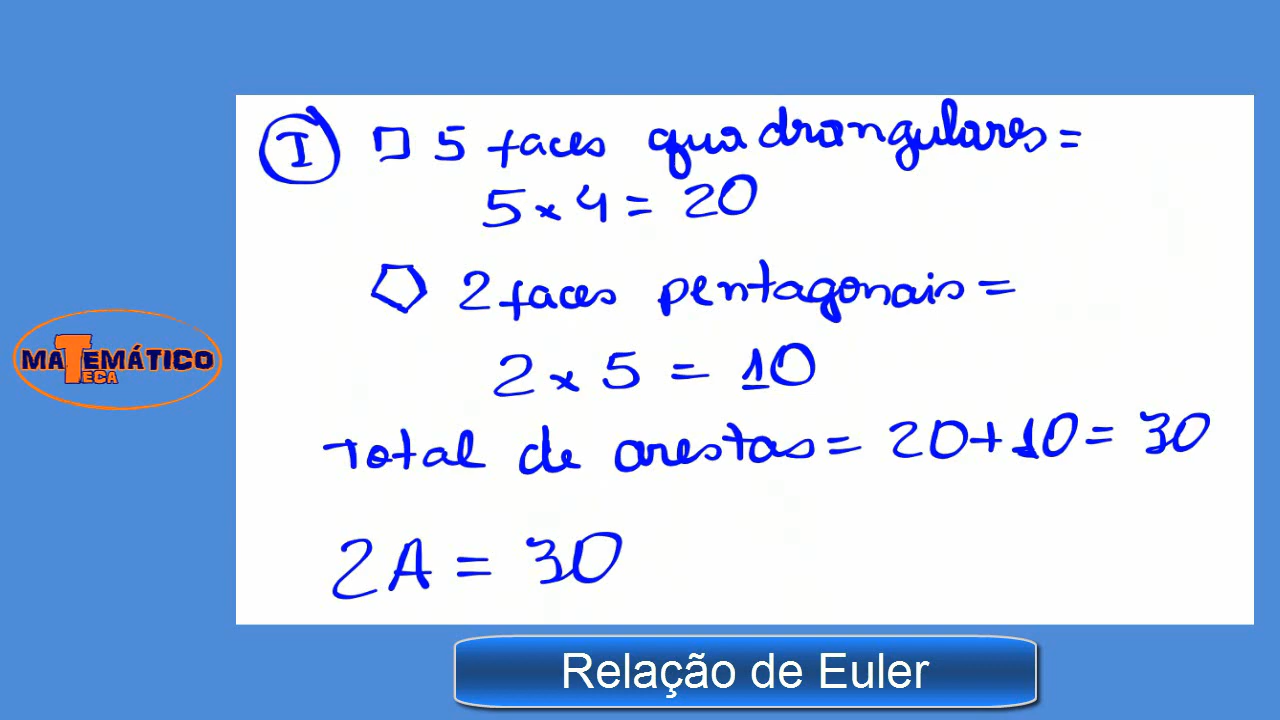 I 5 faces quadrangulares =
5 x 4 = 20
2 faces pentagonais =
2 x 5 = 10
Total de arestas = 20 + 10 = 30
2A = 30
MATEMÁTICO
TECA
Relação de Euler